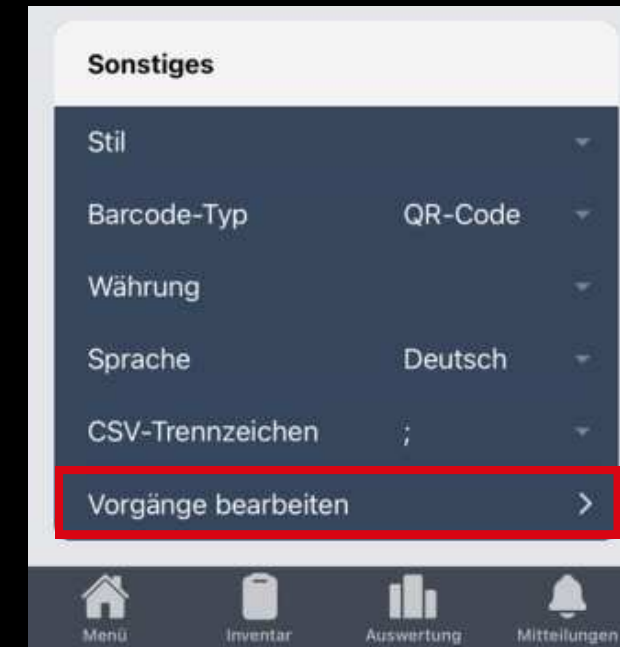 Sonstiges
Stil
Barcode-Typ QR-Code
Währung
Sprache Deutsch
CSV-Trennzeichen ;
Vorgänge bearbeiten
Menü Inventar Auswertung Mitteilungen